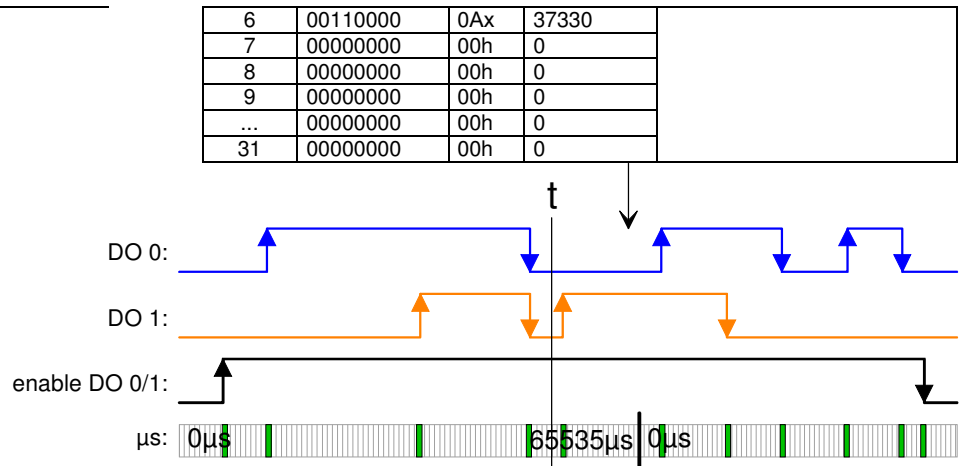 6 00110000 0Ax 37330
7 00000000 00h 0
8 00000000 00h 0
9 00000000 00h 0
... 00000000 00h 0
31 00000000 00h 0
t
DO 0:
DO 1:
enable DO 0/1:
µs: 0µs 65535µs 0µs